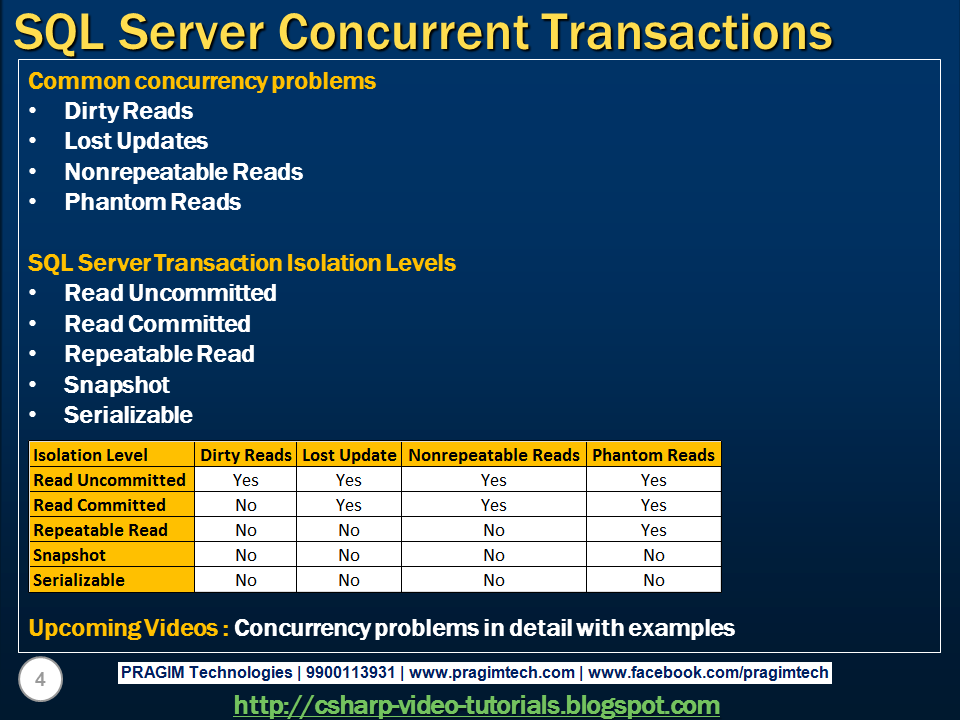 SQL Server Concurrent Transactions
Common concurrency problems
• Dirty Reads
• Lost Updates
• Nonrepeatable Reads
• Phantom Reads
SQL Server Transaction Isolation Levels
• Read Uncommitted
• Read Committed
• Repeatable Read
• Snapshot
• Serializable
Isolation Level Dirty Reads Lost Update Nonrepeatable Reads Phantom Reads
Read Uncommitted Yes Yes Yes Yes
Read Committed No Yes Yes Yes
Repeatable Read No No No Yes
Snapshot No No No No
Serializable No No No No
Upcoming Videos : Concurrency problems in detail with examples
4
PRAGIM Technologies | 9900113931 | www.pragimtech.com | www.facebook.com/pragimtech
http://csharp-video-tutorials.blogspot.com